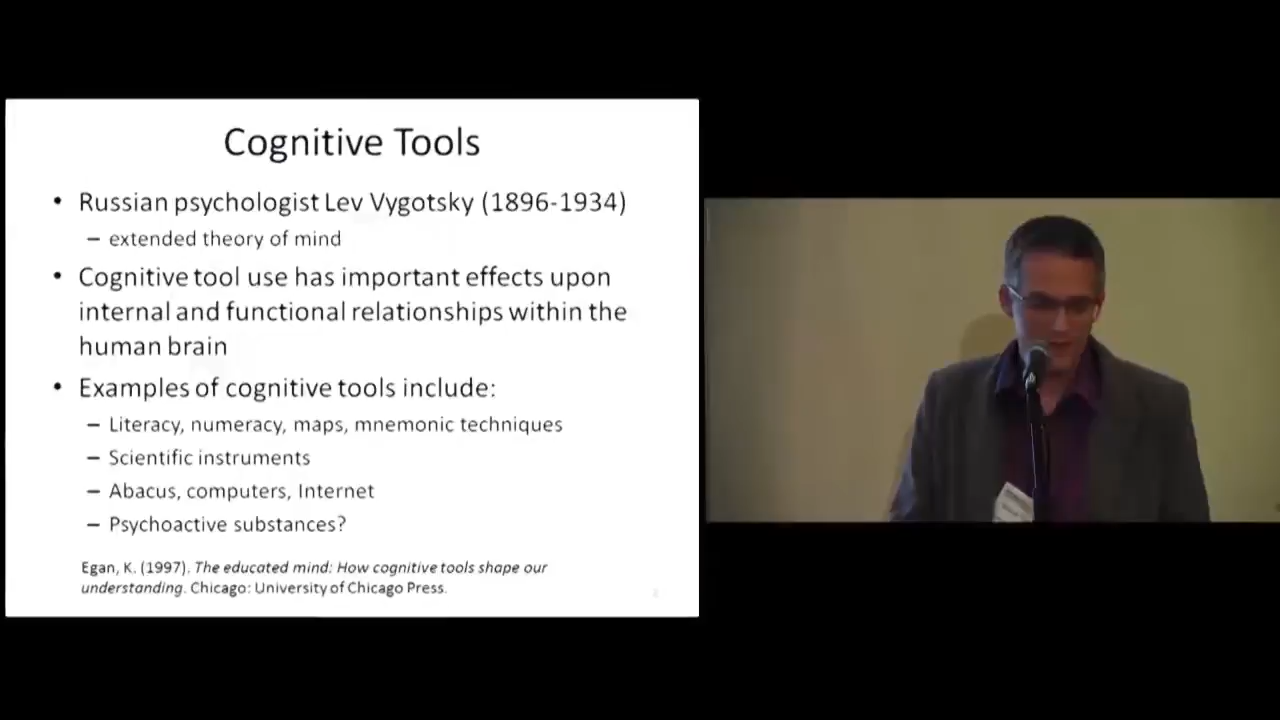 Cognitive Tools
• Russian psychologist Lev Vygotsky (1896-1934)
– extended theory of mind
• Cognitive tool use has important effects upon
internal and functional relationships within the
human brain
• Examples of cognitive tools include:
– Literacy, numeracy, maps, mnemonic techniques
– Scientific instruments
– Abacus, computers, Internet
– Psychoactive substances?
Egan, K. (1997). The educated mind: How cognitive tools shape our
understanding. Chicago: University of Chicago Press.